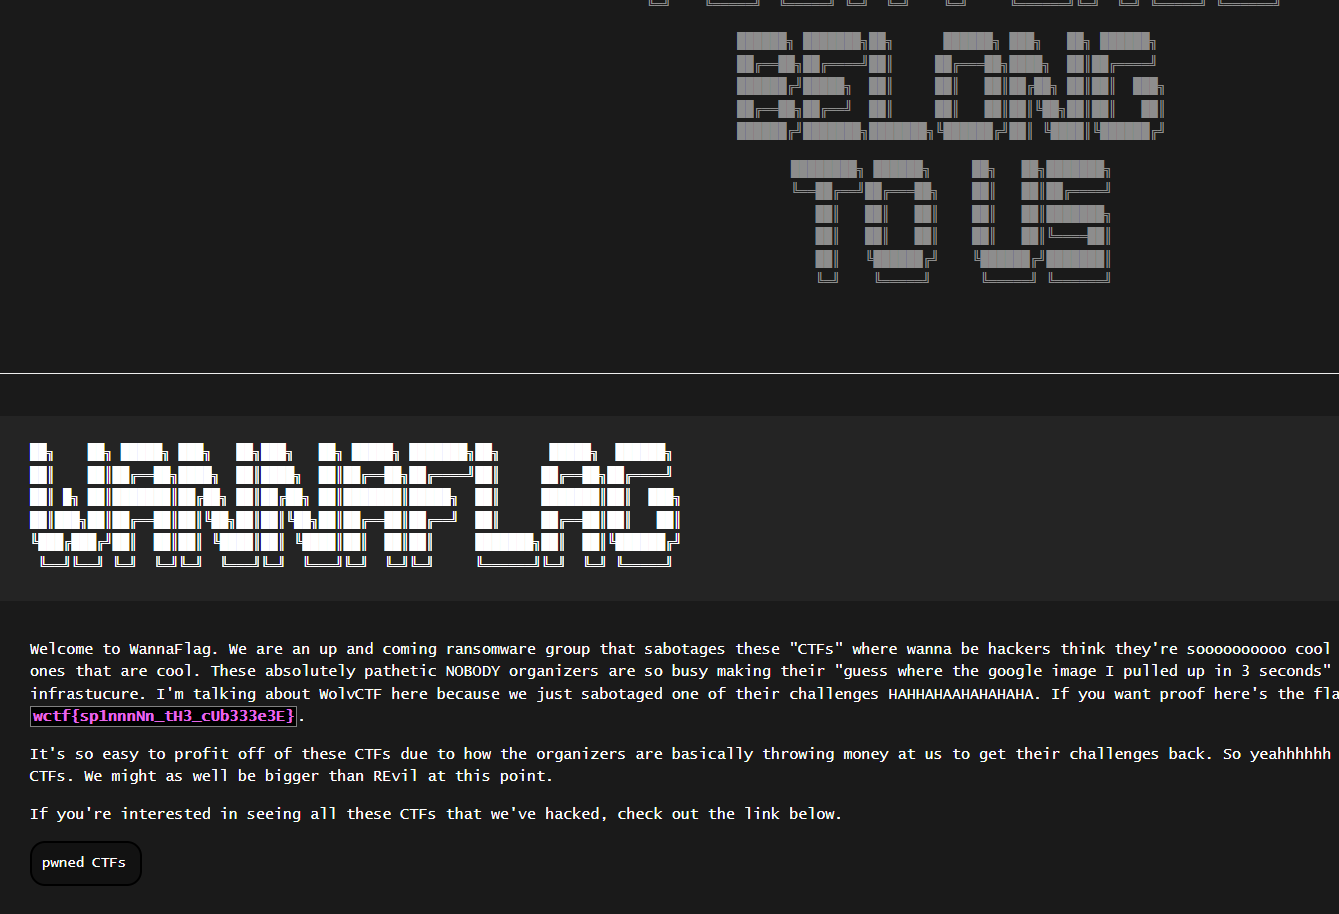 BELONG
TO US
WANNAFLAG
Welcome to WannaFlag. We are an up and coming ransomware group that sabotages these "CTFs" where wanna be hackers think they're soooooooooo cool
ones that are cool. These absolutely pathetic NOBODY organizers are so busy making their "guess where the google image I pulled up in 3 seconds"
infrastucure. I'm talking about WolvCTF here because we just sabotaged one of their challenges HAHHAHAAHAHAHAHA. If you want proof here's the fla
wctf{sp1nnnNn_tH3_cUb333e3E}.
It's so easy to profit off of these CTFs due to how the organizers are basically throwing money at us to get their challenges back. So yeahhhhhh
CTFs. We might as well be bigger than REvil at this point.
If you're interested in seeing all these CTFs that we've hacked, check out the link below.
pwned CTFs